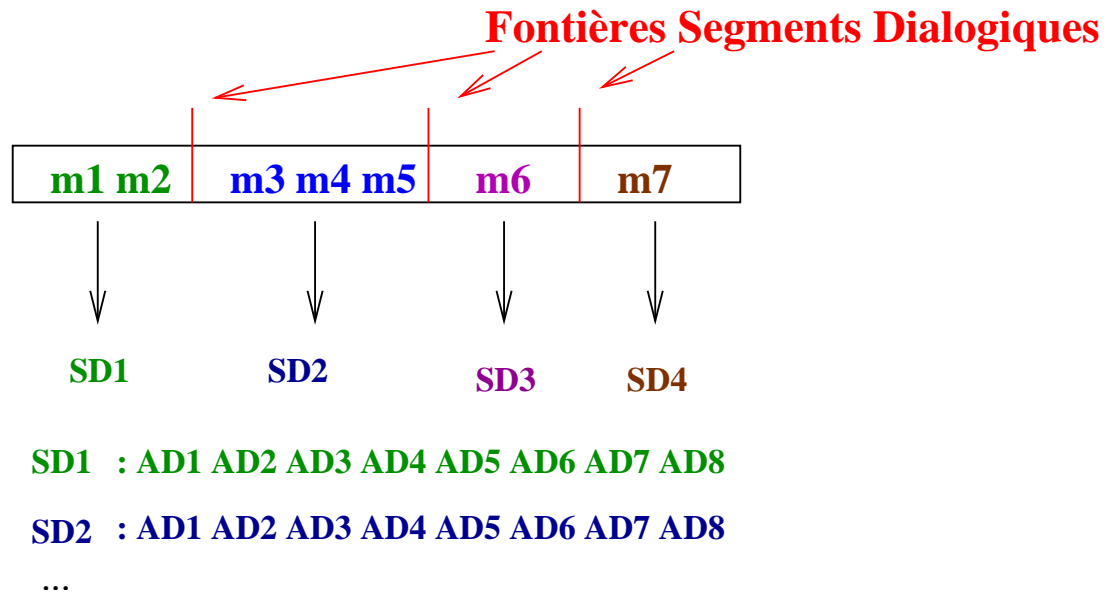 Fontières Segments Dialogiques
m1 m2 m3 m4 m5 m6 m7
SD1 SD2 SD3 SD4
SD1 : AD1 AD2 AD3 AD4 AD5 AD6 AD7 AD8
SD2 : AD1 AD2 AD3 AD4 AD5 AD6 AD7 AD8
...